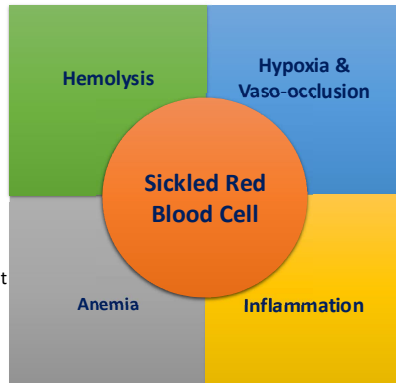 Hemolysis
Hypoxia &
Vaso-occlusion
Sickled Red
Blood Cell
t
Anemia
Inflammation